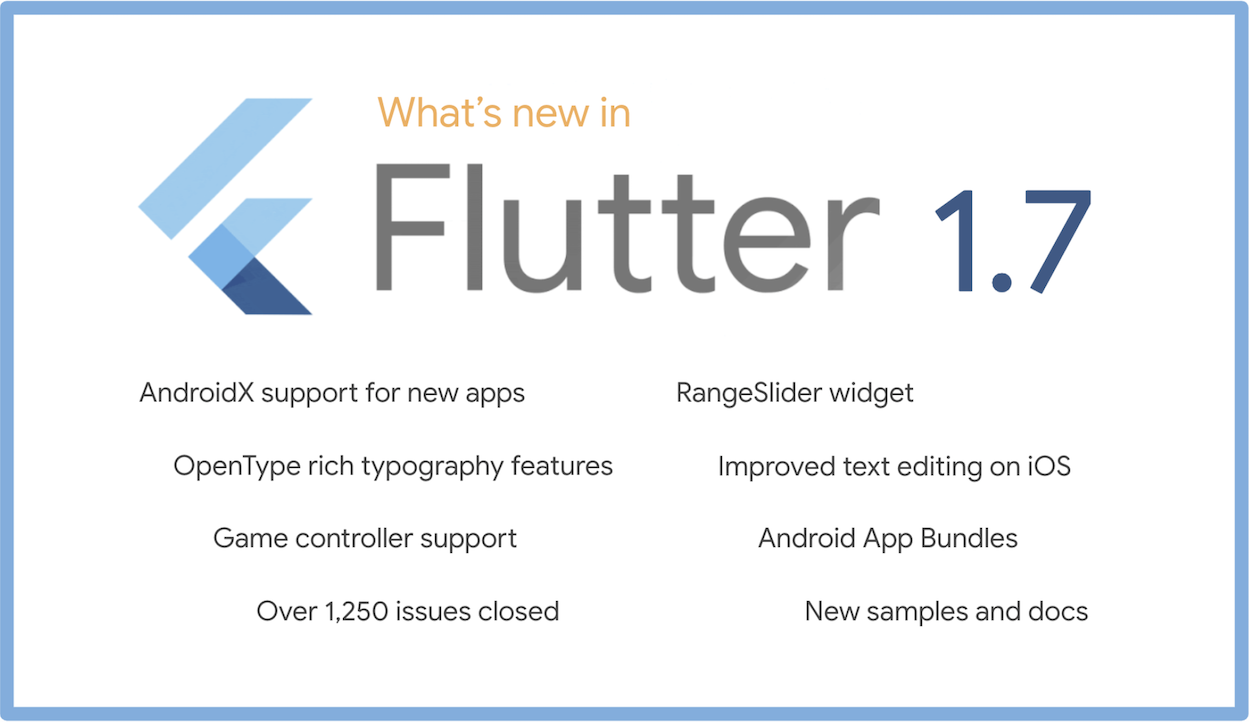 What’s new in
Flutter 1.7
AndroidX support for new apps
OpenType rich typography features
Game controller support
Over 1,250 issues closed
RangeSlider widget
Improved text editing on iOS
Android App Bundles
New samples and docs